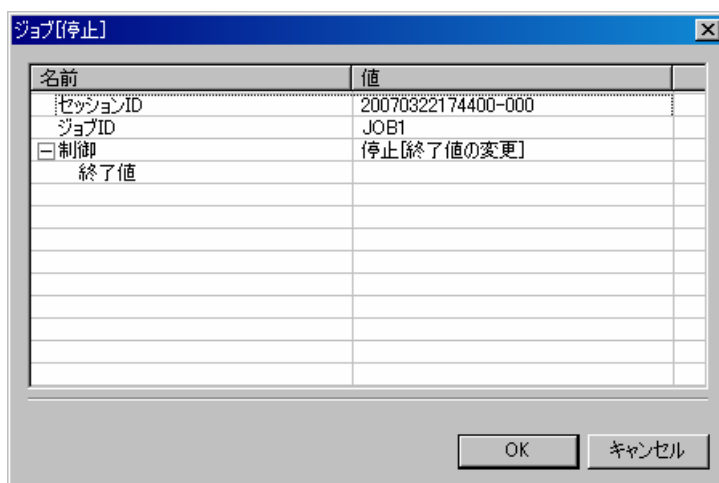 ジョブ[停止]
名前 値
セッションID 20070322174400-000
ジョブID JOB1
制御 停止[終了値の変更]
終了値
OK キャンセル